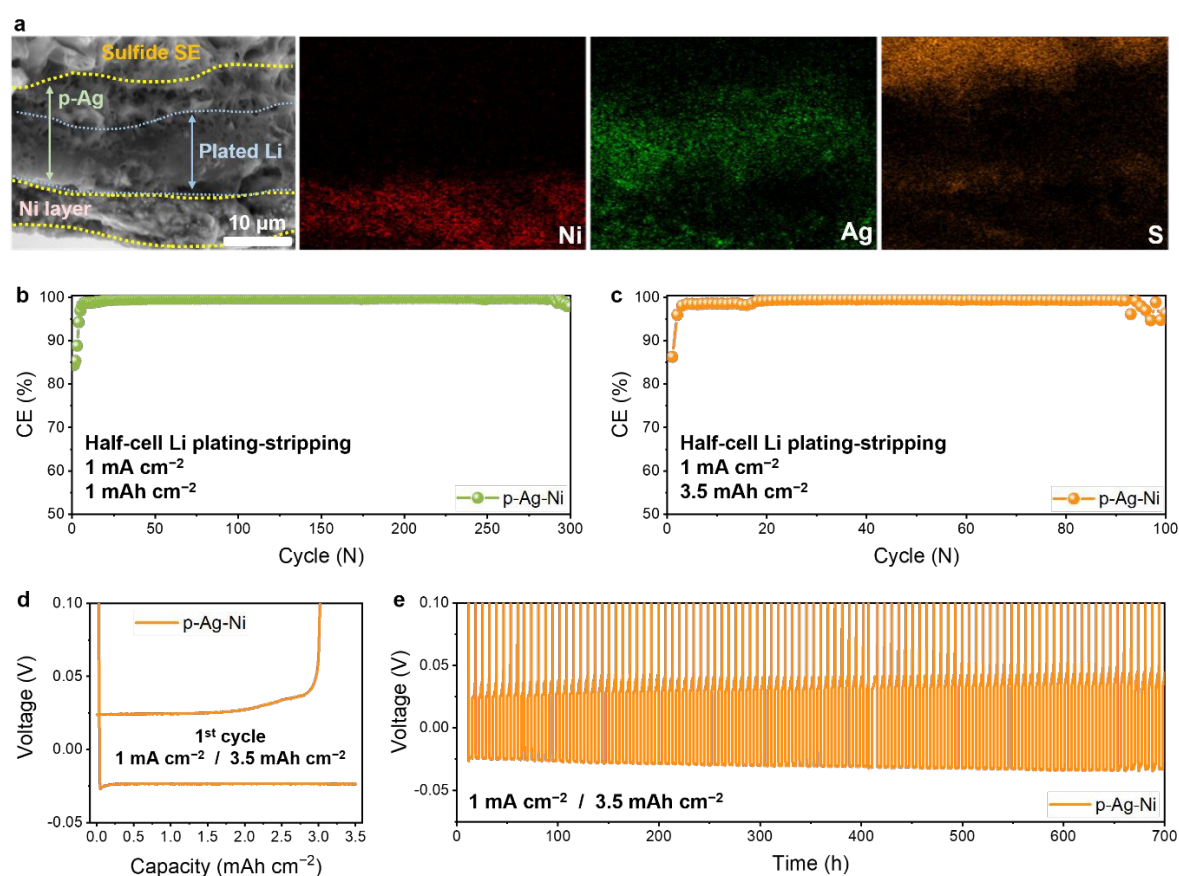 a
Sulfide SE
p-Ag
Plated Li
Ni layer
10 μm
Ni
Ag
S
b
100
90
80
70
60
50
CE (%)
Half-cell Li plating-stripping
1 mA cm⁻²
1 mAh cm⁻²
p-Ag-Ni
0 50 100 150 200 250 300
Cycle (N)
c
100
90
80
70
60
50
CE (%)
Half-cell Li plating-stripping
1 mA cm⁻²
3.5 mAh cm⁻²
p-Ag-Ni
0 20 40 60 80 100
Cycle (N)
d
0.10
0.05
0.00
-0.05
Voltage (V)
p-Ag-Ni
1st cycle
1 mA cm⁻² / 3.5 mAh cm⁻²
0.0 0.5 1.0 1.5 2.0 2.5 3.0 3.5
Capacity (mAh cm⁻²)
e
0.10
0.05
0.00
-0.05
Voltage (V)
1 mA cm⁻² / 3.5 mAh cm⁻²
p-Ag-Ni
0 100 200 300 400 500 600 700
Time (h)